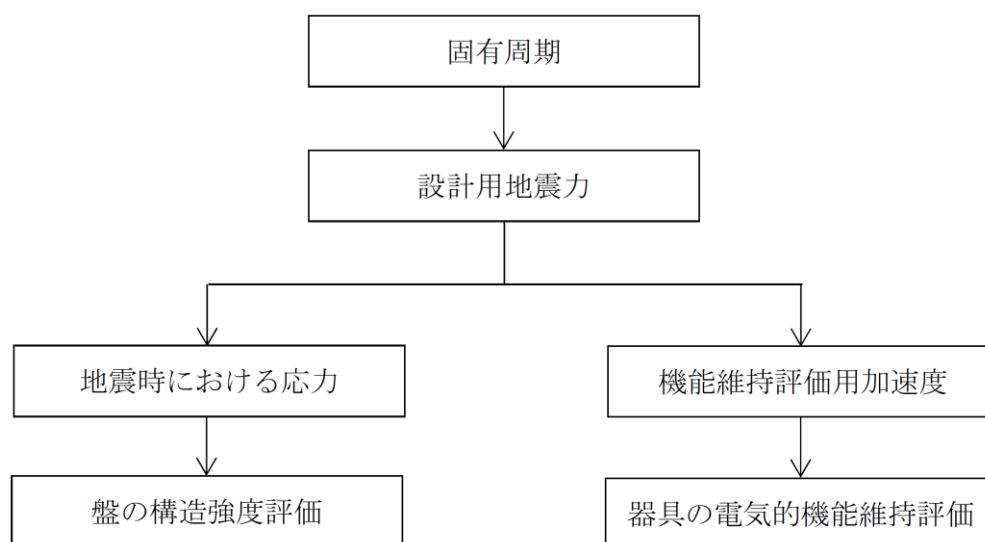 固有周期
設計用地震力
地震時における応力
機能維持評価用加速度
盤の構造強度評価
器具の電気的機能維持評価